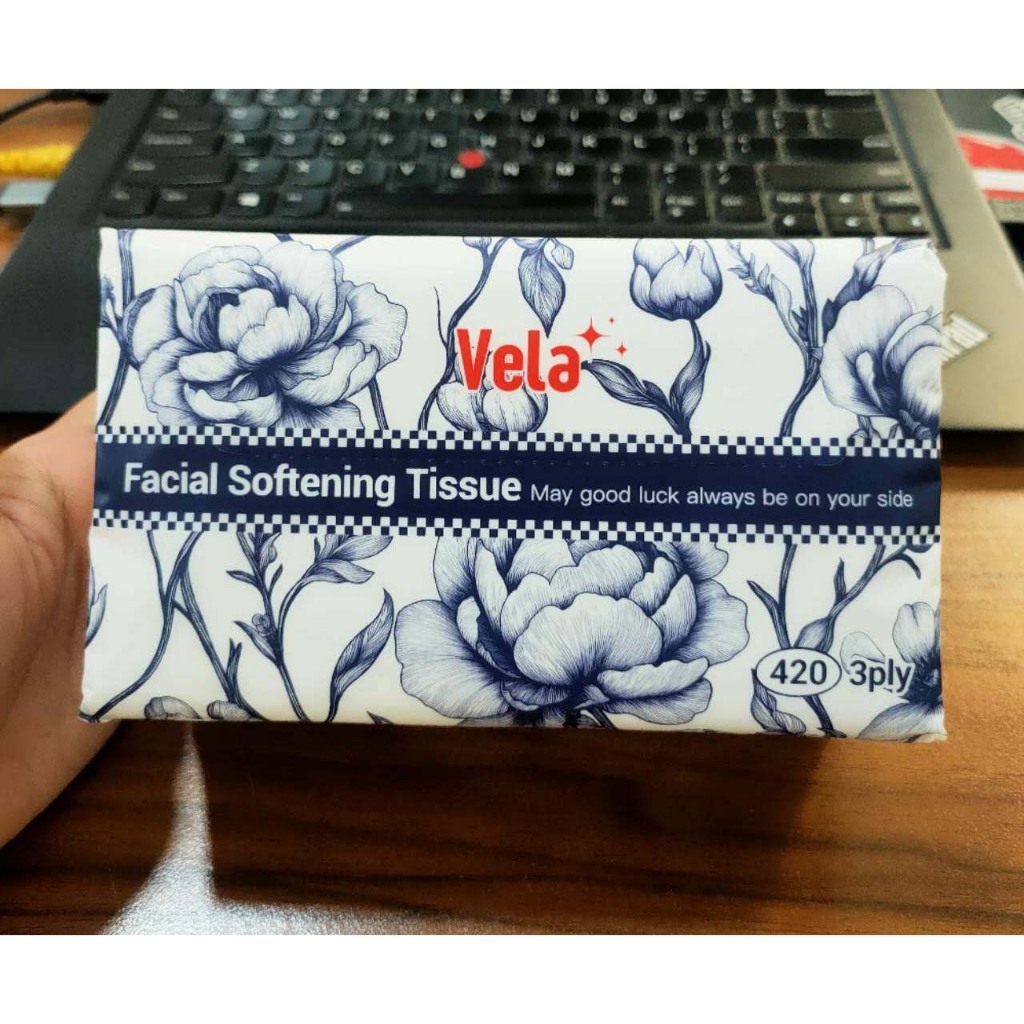 Vela
Facial Softening Tissue May good luck always be on your side
420 3ply